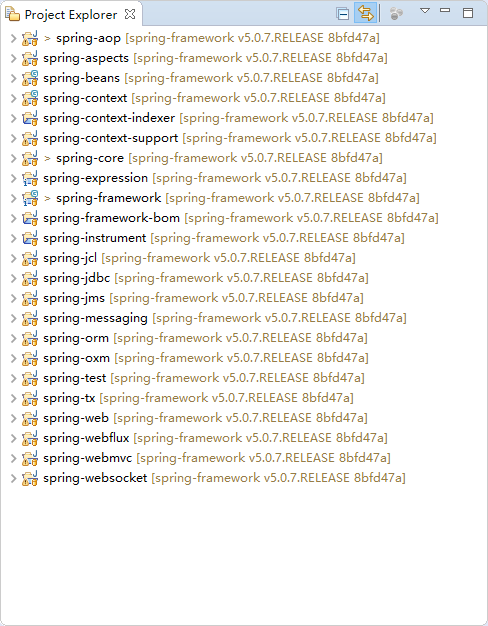 Project Explorer
> spring-aop [spring-framework v5.0.7.RELEASE 8bfd47a]
spring-aspects [spring-framework v5.0.7.RELEASE 8bfd47a]
spring-beans [spring-framework v5.0.7.RELEASE 8bfd47a]
spring-context [spring-framework v5.0.7.RELEASE 8bfd47a]
spring-context-indexer [spring-framework v5.0.7.RELEASE 8bfd47a]
spring-context-support [spring-framework v5.0.7.RELEASE 8bfd47a]
> spring-core [spring-framework v5.0.7.RELEASE 8bfd47a]
spring-expression [spring-framework v5.0.7.RELEASE 8bfd47a]
> spring-framework [spring-framework v5.0.7.RELEASE 8bfd47a]
spring-framework-bom [spring-framework v5.0.7.RELEASE 8bfd47a]
spring-instrument [spring-framework v5.0.7.RELEASE 8bfd47a]
spring-jcl [spring-framework v5.0.7.RELEASE 8bfd47a]
spring-jdbc [spring-framework v5.0.7.RELEASE 8bfd47a]
spring-jms [spring-framework v5.0.7.RELEASE 8bfd47a]
spring-messaging [spring-framework v5.0.7.RELEASE 8bfd47a]
spring-orm [spring-framework v5.0.7.RELEASE 8bfd47a]
spring-oxm [spring-framework v5.0.7.RELEASE 8bfd47a]
spring-test [spring-framework v5.0.7.RELEASE 8bfd47a]
spring-tx [spring-framework v5.0.7.RELEASE 8bfd47a]
spring-web [spring-framework v5.0.7.RELEASE 8bfd47a]
spring-webflux [spring-framework v5.0.7.RELEASE 8bfd47a]
spring-webmvc [spring-framework v5.0.7.RELEASE 8bfd47a]
spring-websocket [spring-framework v5.0.7.RELEASE 8bfd47a]